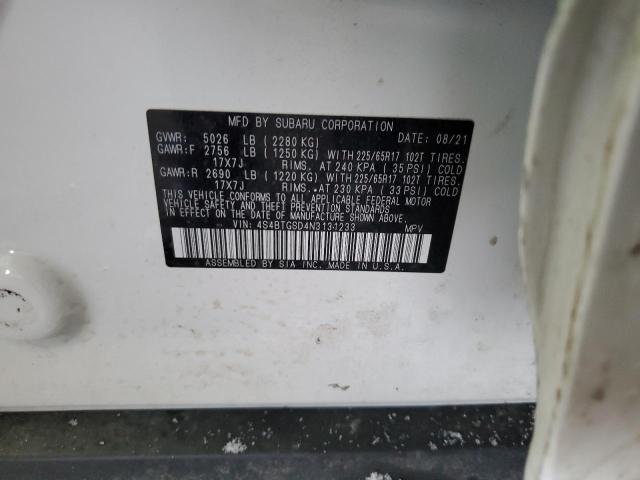 MFD BY SUBARU CORPORATION
GVWR: 5026 LB (2280 KG) DATE: 08/21
GAWR:F 2756 LB (1250 KG) WITH 225/65R17 102T TIRES.
17X7J RIMS. AT 240 KPA (35 PSI) COLD
GAWR:R 2690 LB (1220 KG) WITH 225/65R17 102T TIRES.
17X7J RIMS. AT 230 KPA (33 PSI) COLD
THIS VEHICLE CONFORMS TO ALL APPLICABLE FEDERAL MOTOR
VEHICLE SAFETY, BUMPER, AND THEFT PREVENTION STANDARDS
IN EFFECT ON THE DATE OF MANUFACTURE SHOWN ABOVE.
VIN: 4S4BTGSD4N3131233 MPV
ASSEMBLED BY SIA INC. MADE IN U.S.A.